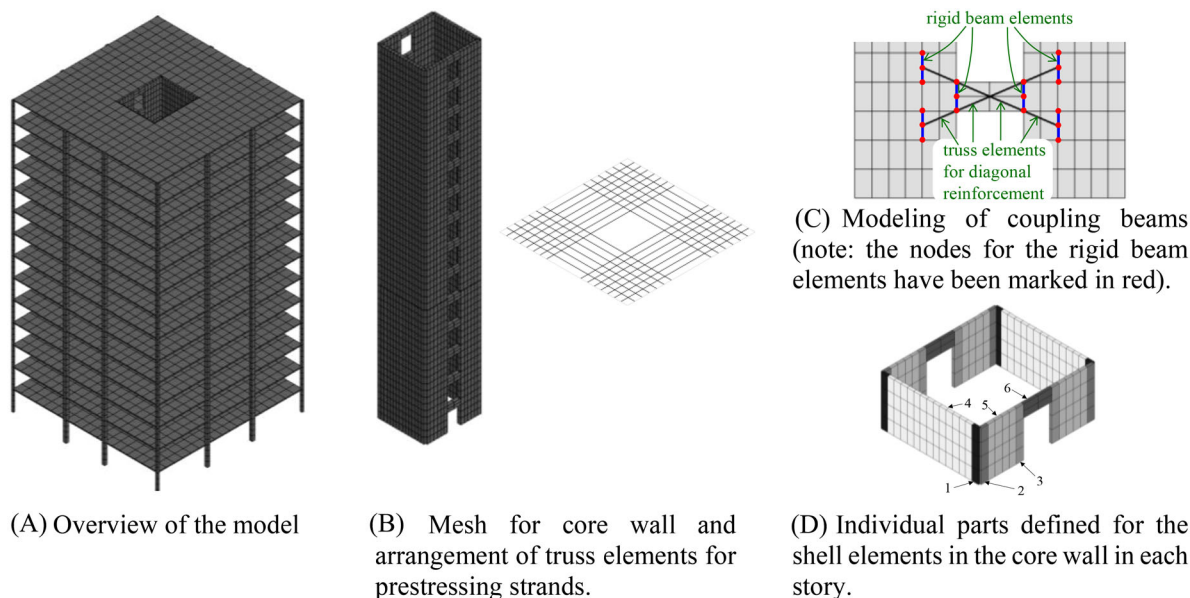 (A) Overview of the model
(B) Mesh for core wall and
arrangement of truss elements for
prestressing strands.
rigid beam elements
truss elements
for diagonal
reinforcement
(C) Modeling of coupling beams
(note: the nodes for the rigid beam
elements have been marked in red).
6
5
4
3
1
2
(D) Individual parts defined for the
shell elements in the core wall in each
story.